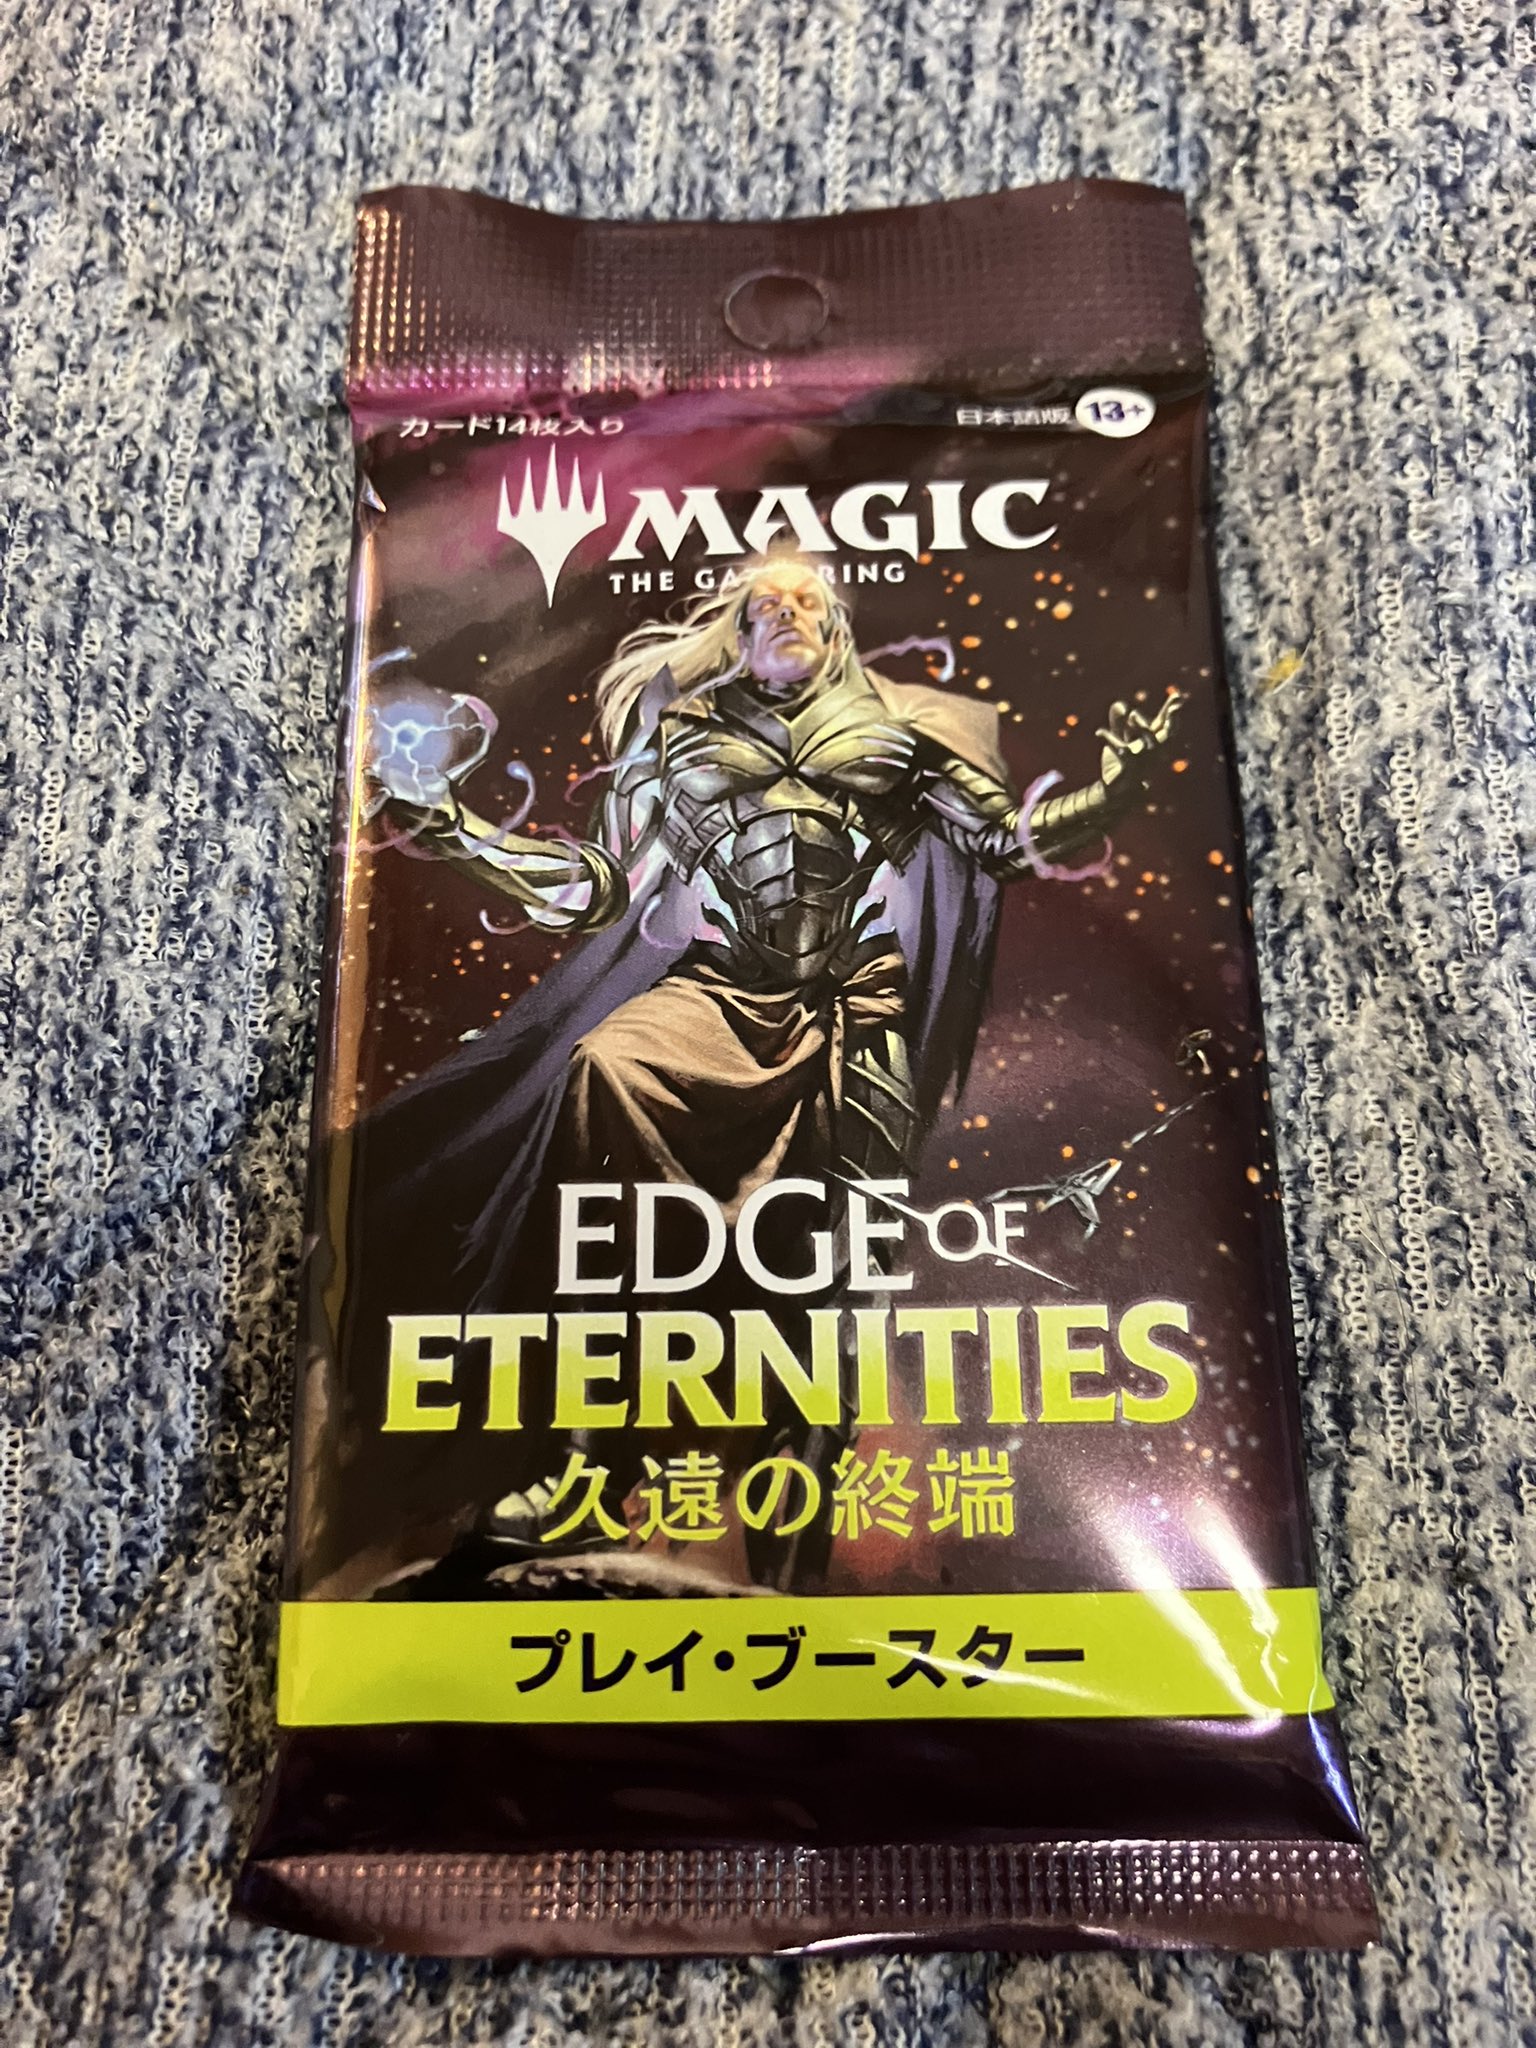 カード14枚入り
日本語版 13+
MAGIC
THE GATHERING
EDGE OF
ETERNITIES
久遠の終端
プレイ・ブースター